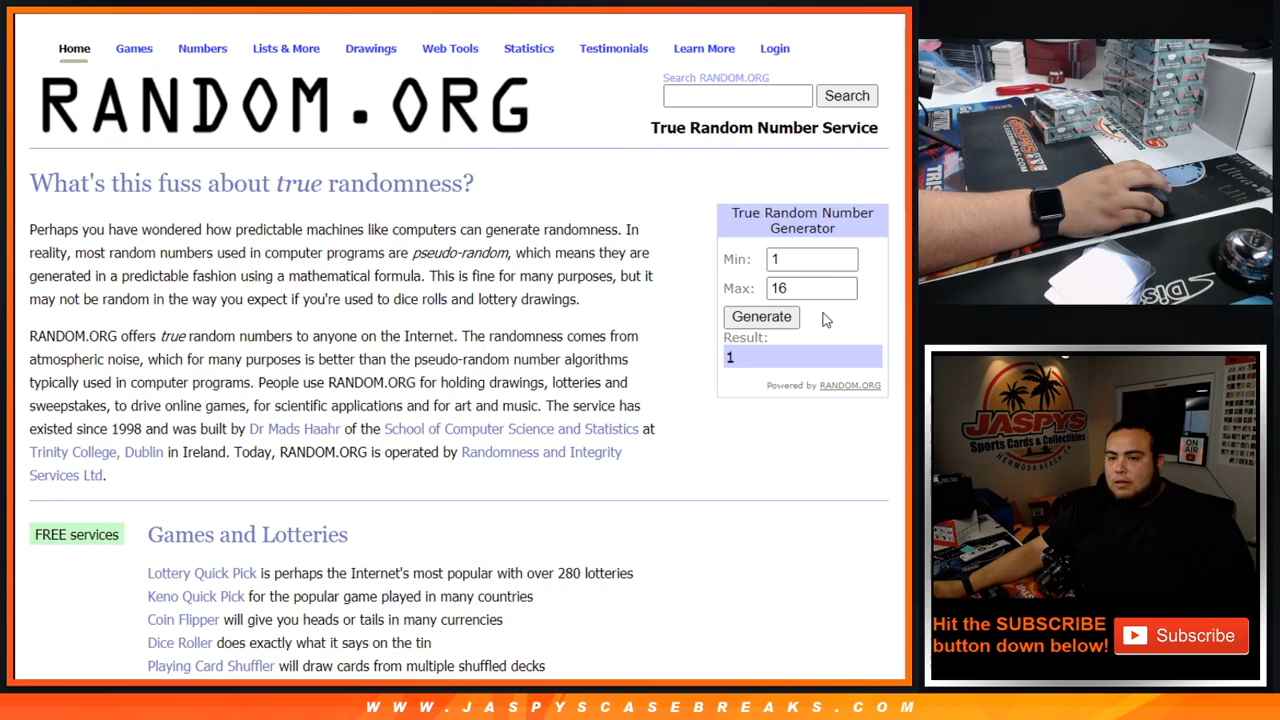 Home Games Numbers Lists & More Drawings Web Tools Statistics Testimonials Learn More Login
RANDOM.ORG
Search RANDOM.ORG
Search
True Random Number Service
What's this fuss about true randomness?
Perhaps you have wondered how predictable machines like computers can generate randomness. In
reality, most random numbers used in computer programs are pseudo-random, which means they are
generated in a predictable fashion using a mathematical formula. This is fine for many purposes, but it
may not be random in the way you expect if you're used to dice rolls and lottery drawings.
RANDOM.ORG offers true random numbers to anyone on the Internet. The randomness comes from
atmospheric noise, which for many purposes is better than the pseudo-random number algorithms
typically used in computer programs. People use RANDOM.ORG for holding drawings, lotteries and
sweepstakes, to drive online games, for scientific applications and for art and music. The service has
existed since 1998 and was built by Dr Mads Haahr of the School of Computer Science and Statistics at
Trinity College, Dublin in Ireland. Today, RANDOM.ORG is operated by Randomness and Integrity
Services Ltd.
True Random Number
Generator
Min: 1
Max: 16
Generate
Result:
1
Powered by RANDOM.ORG
FREE services
Games and Lotteries
Lottery Quick Pick is perhaps the Internet's most popular with over 280 lotteries
Keno Quick Pick for the popular game played in many countries
Coin Flipper will give you heads or tails in many currencies
Dice Roller does exactly what it says on the tin
Playing Card Shuffler will draw cards from multiple shuffled decks
JASPYS
Sports Cards & Collectibles
HERMOSA BEACH, CA
ON
AIR
Hit the SUBSCRIBE
button down below!
Subscribe
WWW.JASPYSCASEBREAKS.COM